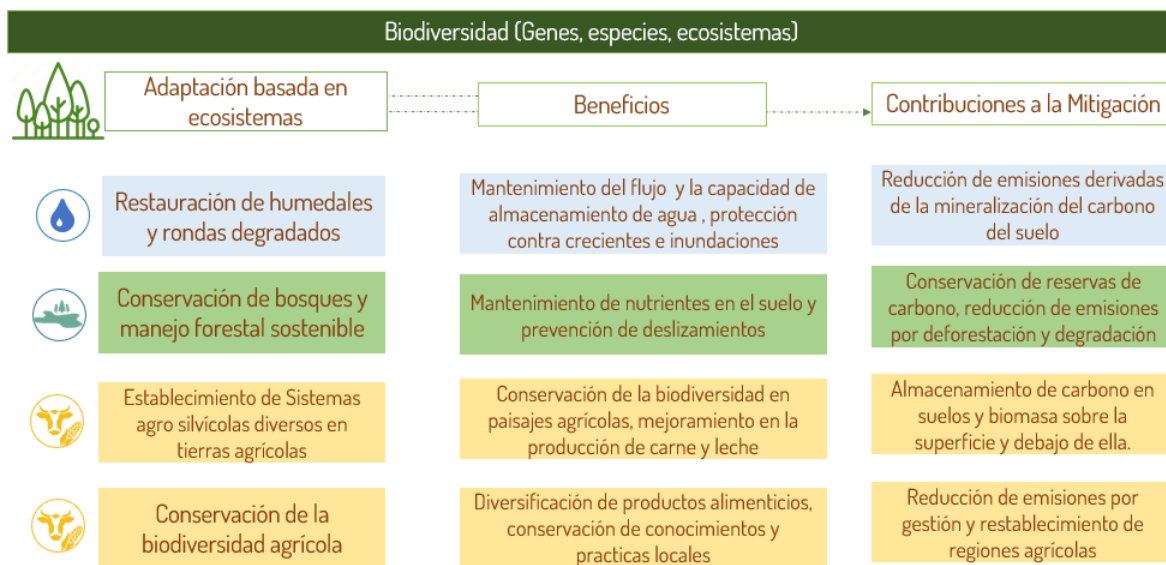 Biodiversidad (Genes, especies, ecosistemas)
Adaptación basada en
ecosistemas
Beneficios
Contribuciones a la Mitigación
Restauración de humedales
y rondas degradados
Mantenimiento del flujo y la capacidad de
almacenamiento de agua , protección
contra crecientes e inundaciones
Reducción de emisiones derivadas
de la mineralización del carbono
del suelo
Conservación de bosques y
manejo forestal sostenible
Mantenimiento de nutrientes en el suelo y
prevención de deslizamientos
Conservación de reservas de
carbono, reducción de emisiones
por deforestación y degradación
Establecimiento de Sistemas
agro silvícolas diversos en
tierras agrícolas
Conservación de la biodiversidad en
paisajes agrícolas, mejoramiento en la
producción de carne y leche
Almacenamiento de carbono en
suelos y biomasa sobre la
superficie y debajo de ella.
Conservación de la
biodiversidad agrícola
Diversificación de productos alimenticios,
conservación de conocimientos y
practicas locales
Reducción de emisiones por
gestión y restablecimiento de
regiones agrícolas